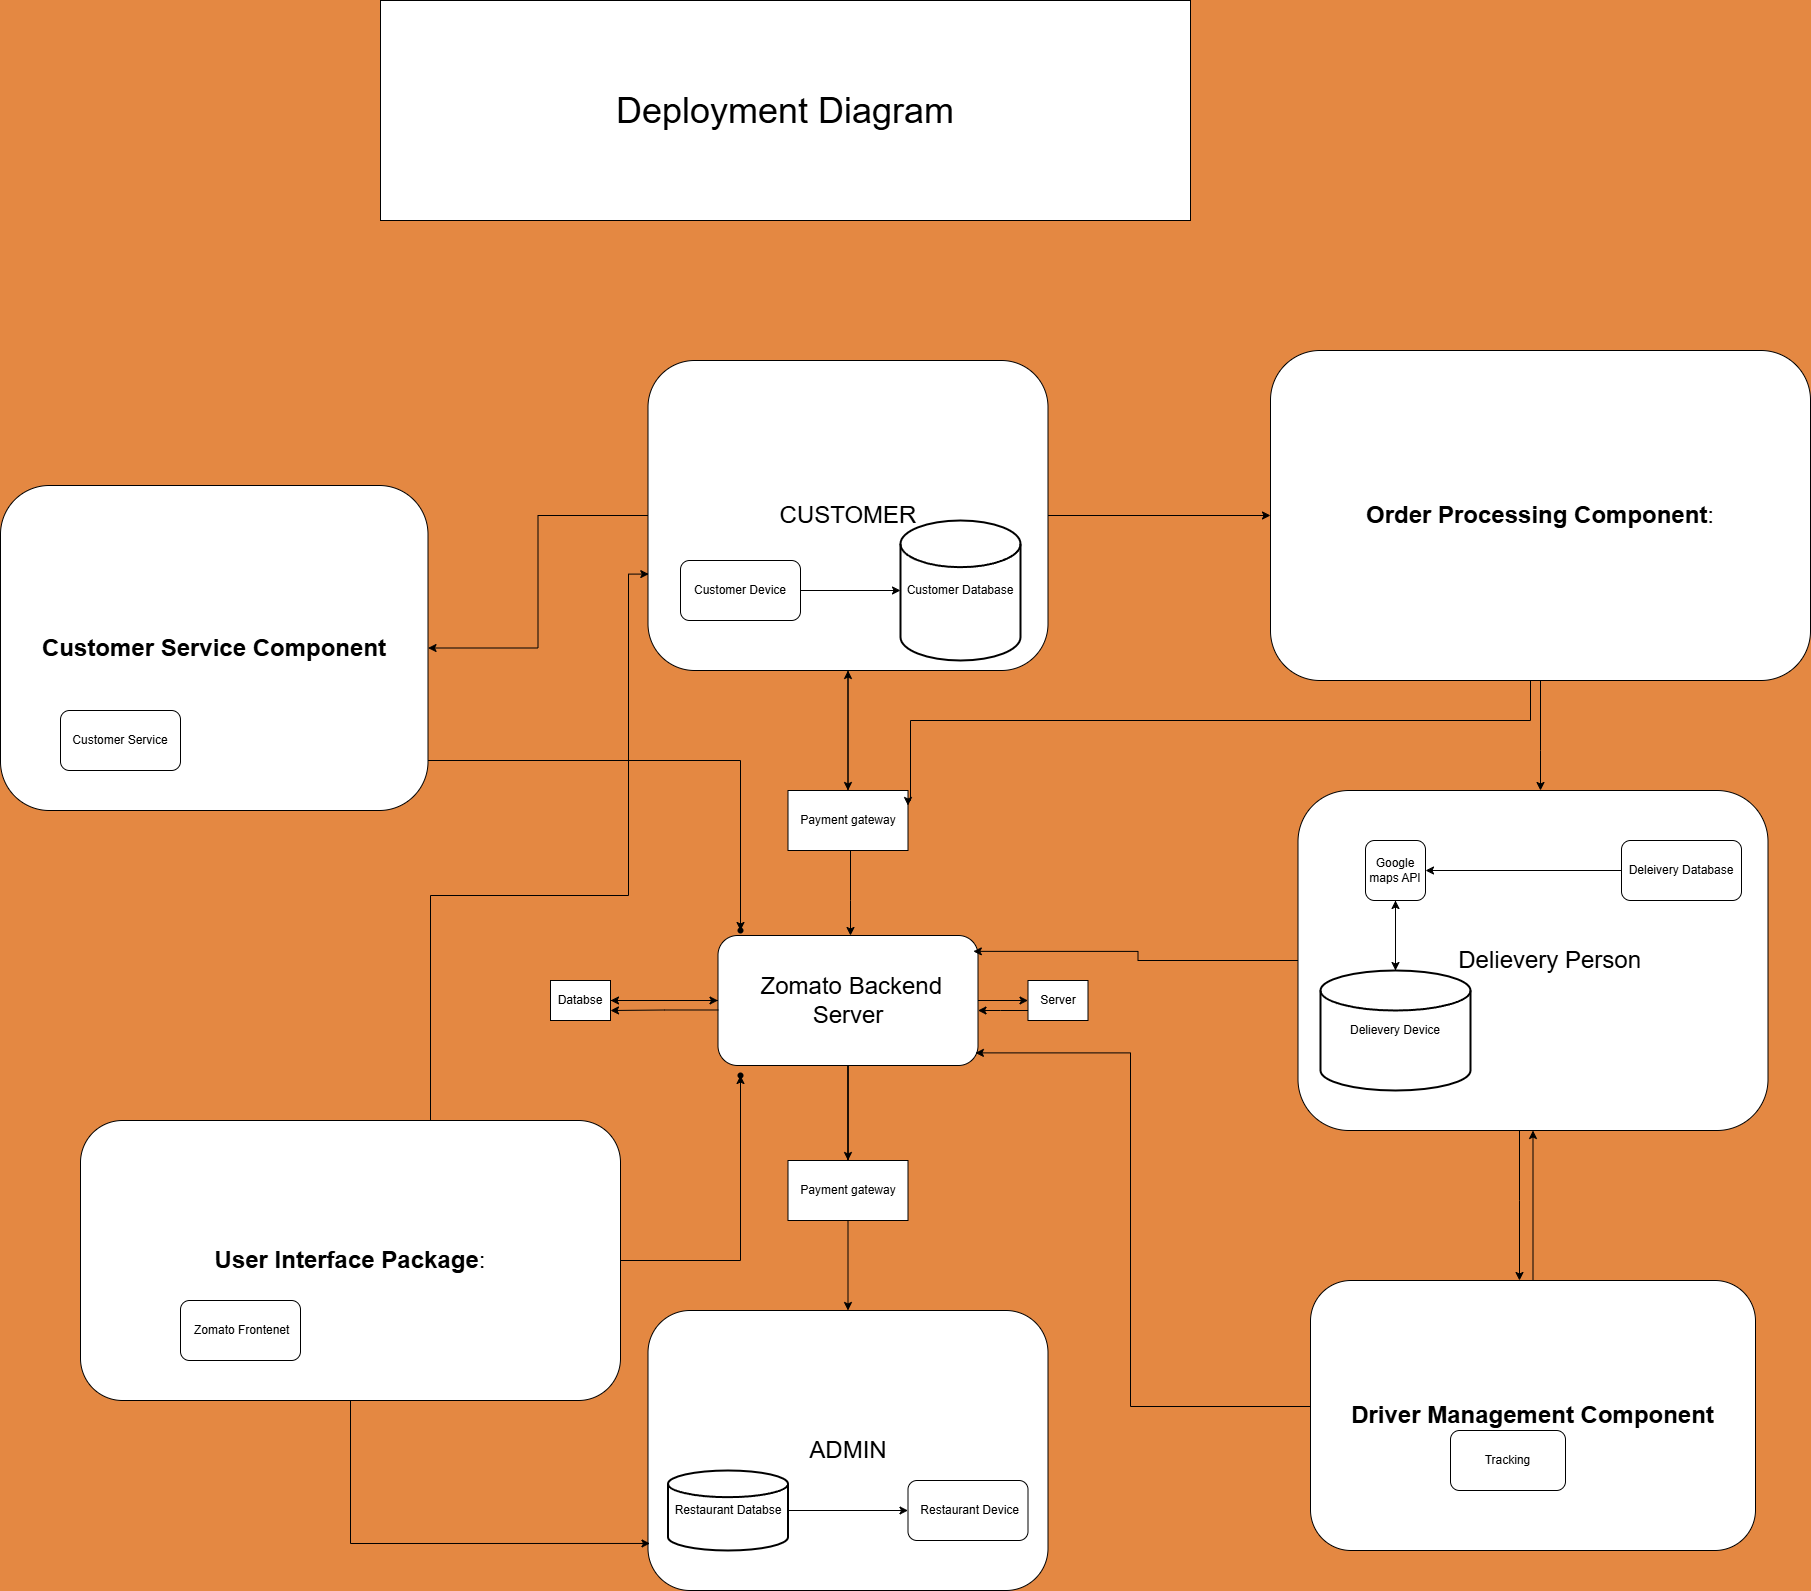 Deployment Diagram
CUSTOMER
Customer Device
Customer Database
Order Processing Component:
Customer Service Component
Customer Service
Payment gateway
Google
maps API
Deleivery Database
Delievery Person
Delievery Device
Databse
Zomato Backend
Server
Server
Payment gateway
User Interface Package:
Zomato Frontenet
ADMIN
Restaurant Databse
Restaurant Device
Driver Management Component
Tracking